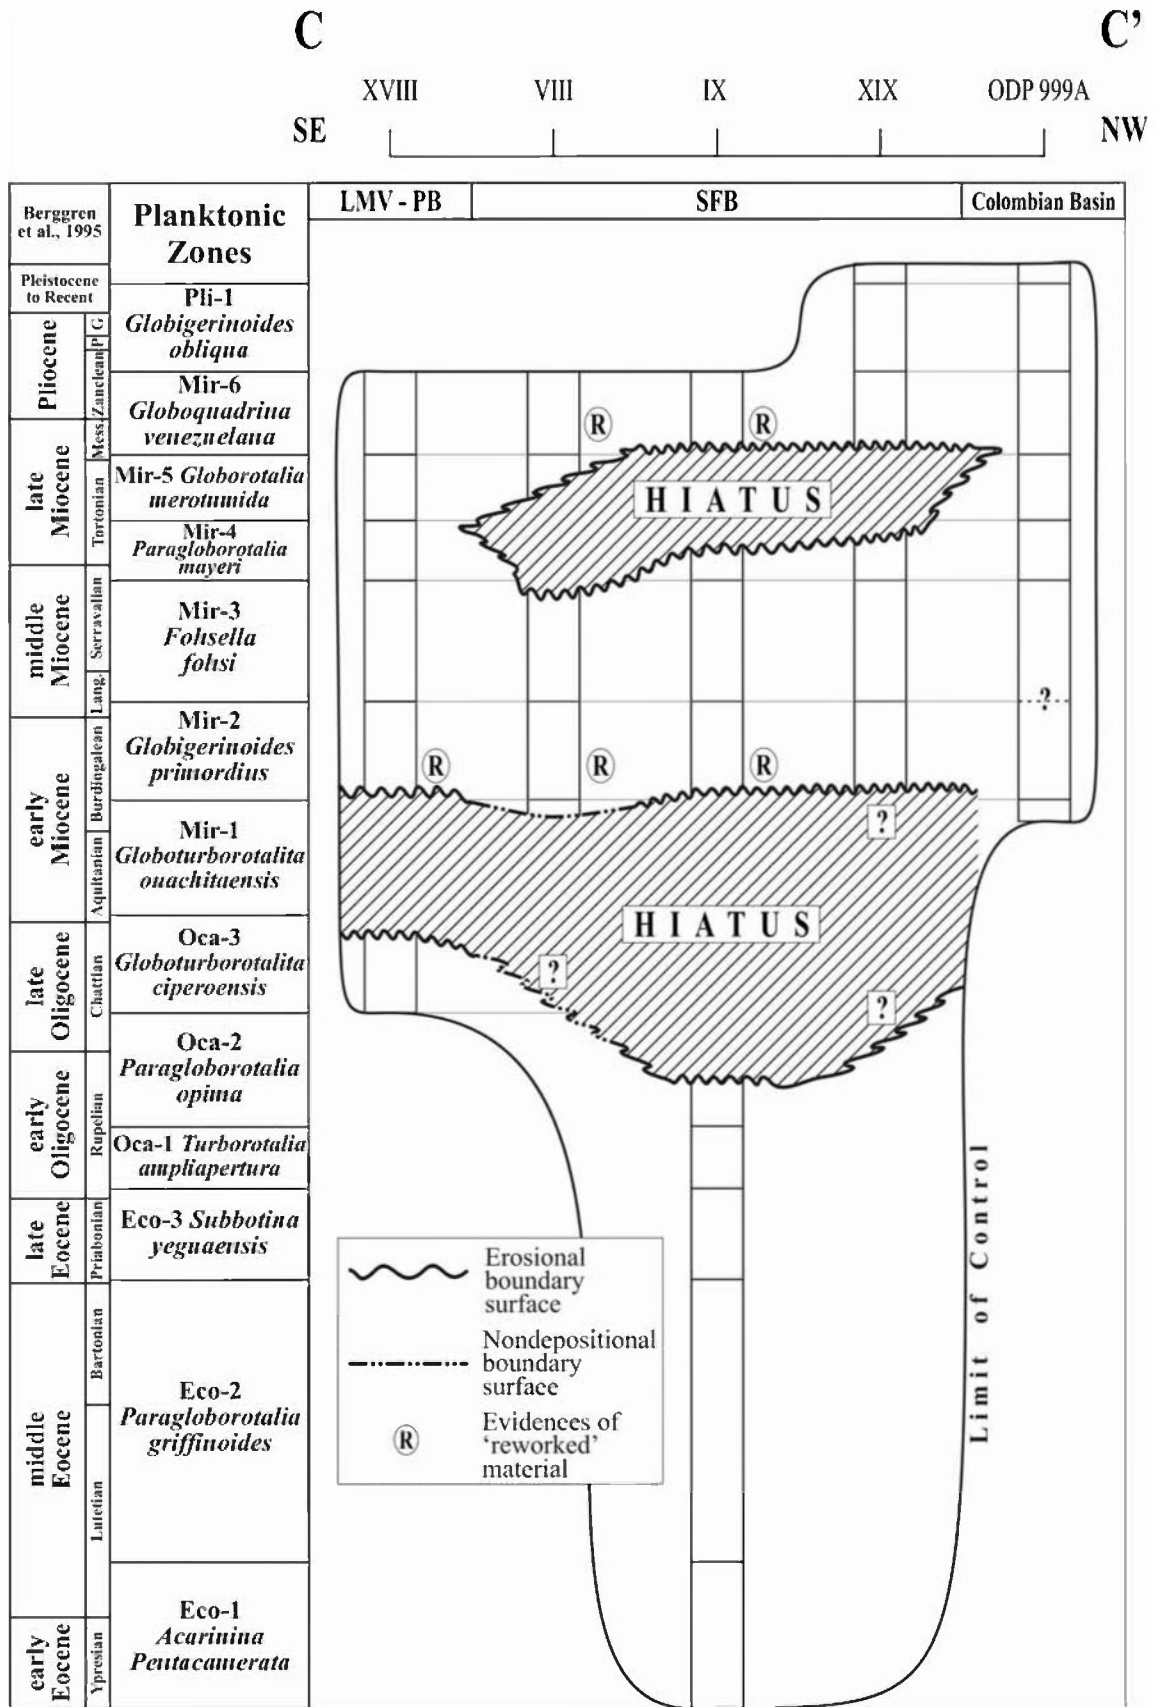 C
C’
XVIII
VIII
IX
XIX
ODP 999A
SE
NW
Berggren
et al., 1995
Planktonic
Zones
LMV - PB
SFB
Colombian Basin
Pleistocene
to Recent
Pliocene
late
Miocene
middle
Miocene
early
Miocene
late
Oligocene
early
Oligocene
late
Eocene
middle
Eocene
early
Eocene
G
P
Zanclean
Mess.
Tortonian
Serravalian
Lang.
Burdingalean
Aquitanian
Chattian
Rupelian
Priabonian
Bartonian
Lutetian
Ypresian
Pli-1
Globigerinoides
obliqua
Mir-6
Globoquadrina
venezuelana
Mir-5 Globorotalia
merotumida
Mir-4
Paragloborotalia
mayeri
Mir-3
Fohsella
fohsi
Mir-2
Globigerinoides
primordius
Mir-1
Globoturborotalita
ouachitaensis
Oca-3
Globoturborotalita
ciperoensis
Oca-2
Paragloborotalia
opima
Oca-1 Turborotalia
ampliapertura
Eco-3 Subbotina
yeguaensis
Eco-2
Paragloborotalia
griffinoides
Eco-1
Acarinina
Pentacamerata
R
R
HIATUS
?
R
R
R
?
HIATUS
?
?
Limit of Control
Erosional
boundary
surface
Nondepositional
boundary
surface
R
Evidences of
‘reworked’
material